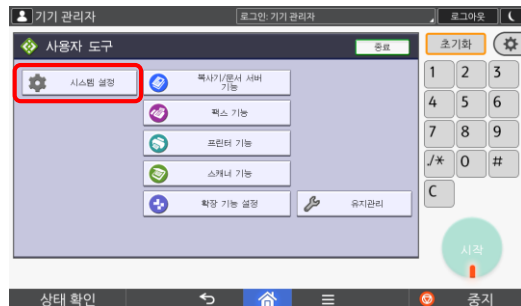 기기 관리자
로그인: 기기 관리자
로그아웃
사용자 도구
종료
초기화
시스템 설정
복사기/문서 서버
기능
팩스 기능
프린터 기능
스캐너 기능
확장 기능 설정
유지관리
1 2 3
4 5 6
7 8 9
./* 0 #
C
시작
상태 확인
중지